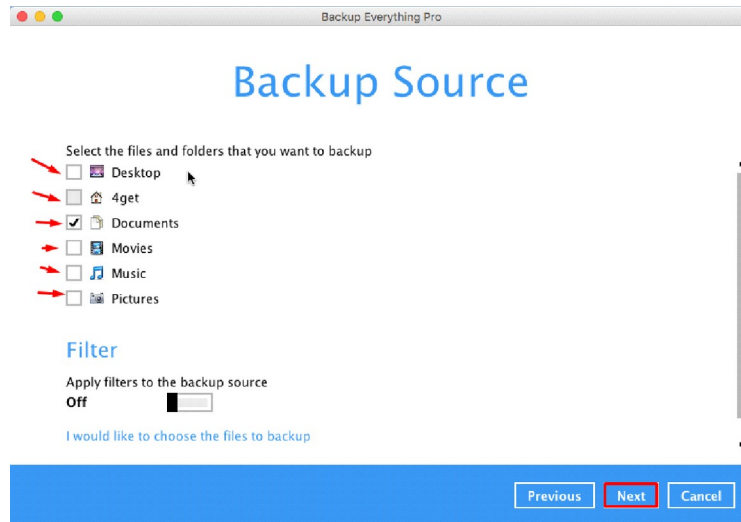 Backup Everything Pro
Backup Source
Select the files and folders that you want to backup
Desktop
4get
Documents
Movies
Music
Pictures
Filter
Apply filters to the backup source
Off
I would like to choose the files to backup
Previous Next Cancel